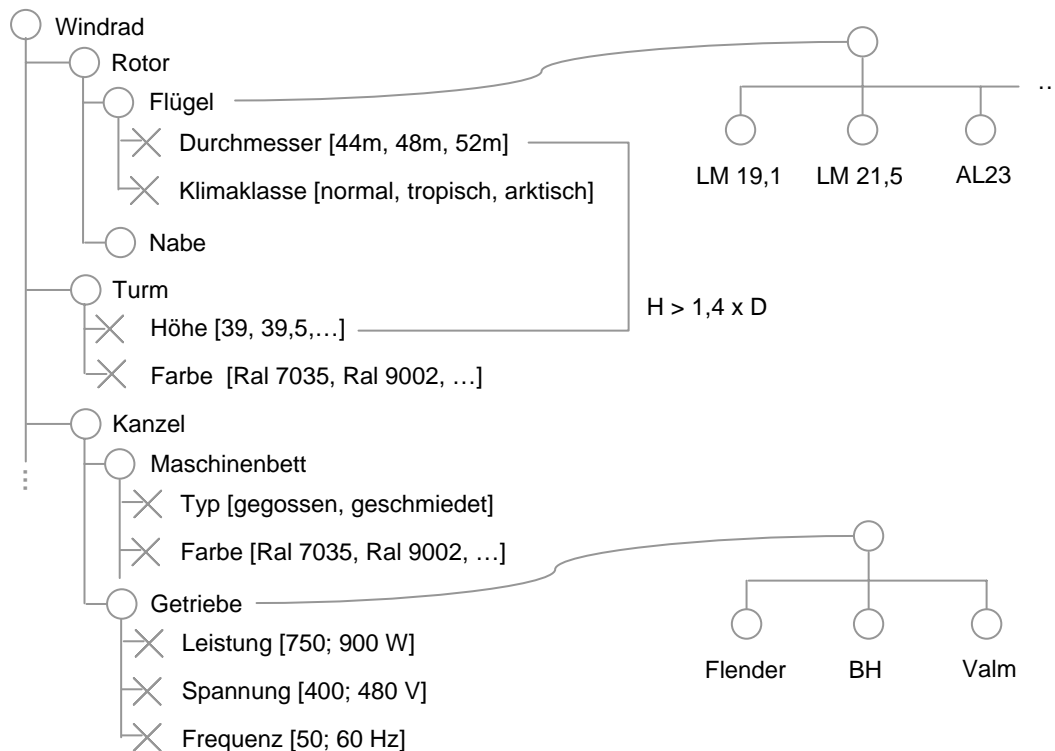 Windrad
Rotor
Flügel
Durchmesser [44m, 48m, 52m]
Klimaklasse [normal, tropisch, arktisch]
Nabe
Turm
Höhe [39, 39,5,…]
Farbe [Ral 7035, Ral 9002, …]
Kanzel
Maschinenbett
Typ [gegossen, geschmiedet]
Farbe [Ral 7035, Ral 9002, …]
Getriebe
Leistung [750; 900 W]
Spannung [400; 480 V]
Frequenz [50; 60 Hz]
…
H > 1,4 x D
LM 19,1 LM 21,5 AL23 ..
Flender BH Valm